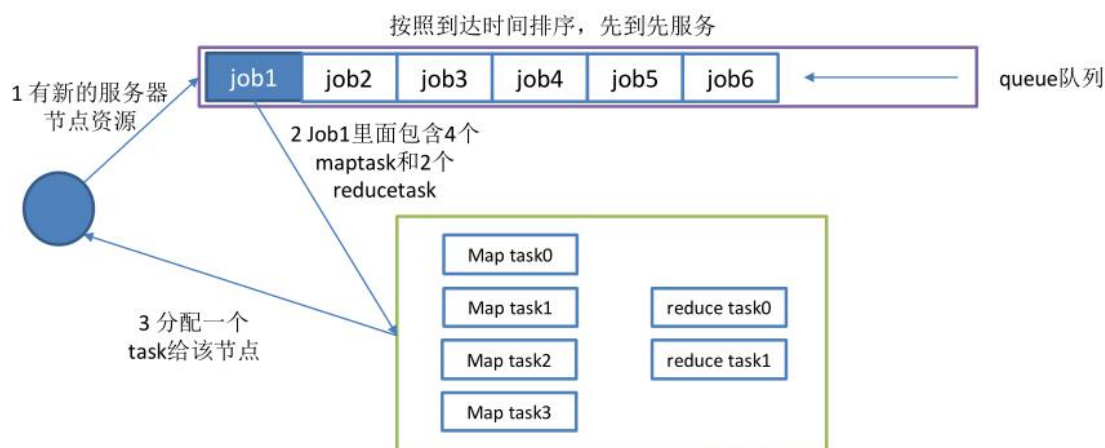 按照到达时间排序，先到先服务
job1 job2 job3 job4 job5 job6
queue队列
1 有新的服务器
节点资源
2 Job1里面包含4个
maptask和2个
reducetask
Map task0
Map task1
reduce task0
Map task2
reduce task1
Map task3
3 分配一个
task给该节点